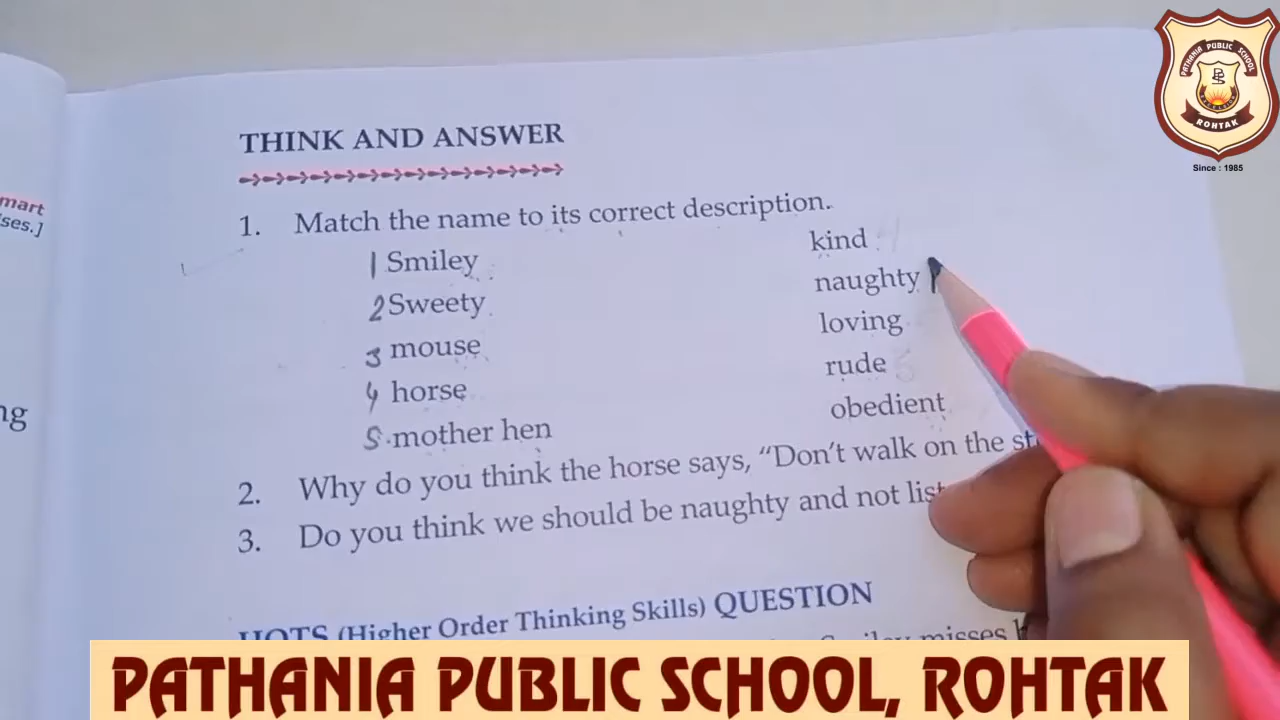 PATHANIA PUBLIC SCHOOL
ROHTAK
Since : 1985
mart
ses.]
ng
THINK AND ANSWER
1. Match the name to its correct description.
1 Smiley kind
2 Sweety naughty 1
3 mouse loving
4 horse rude
5. mother hen obedient
2. Why do you think the horse says, “Don’t walk on the st
3. Do you think we should be naughty and not list
HOTS (Higher Order Thinking Skills) QUESTION
misses
PATHANIA PUBLIC SCHOOL, ROHTAK